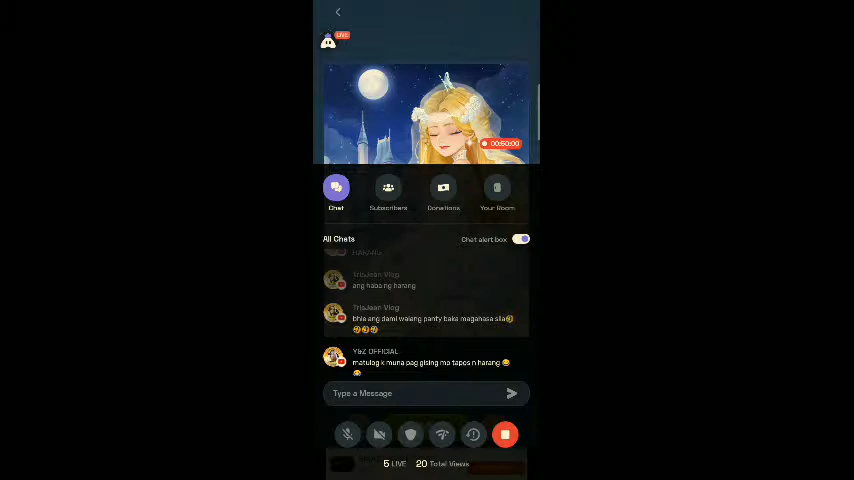 LIVE
00:50:00
Chat
Subscribers
Donations
Your Room
All Chats
Chat alert box
HARANG
TrisJean Vlog
ang haba ng harang
TrisJean Vlog
bhie ang dami walang panty baka magahasa sila🤣
🤣🤣🤣
Y&Z OFFICIAL
matulog k muna pag gising mo tapos n harang 😂
😂
Type a Message
5 LIVE 20 Total Views